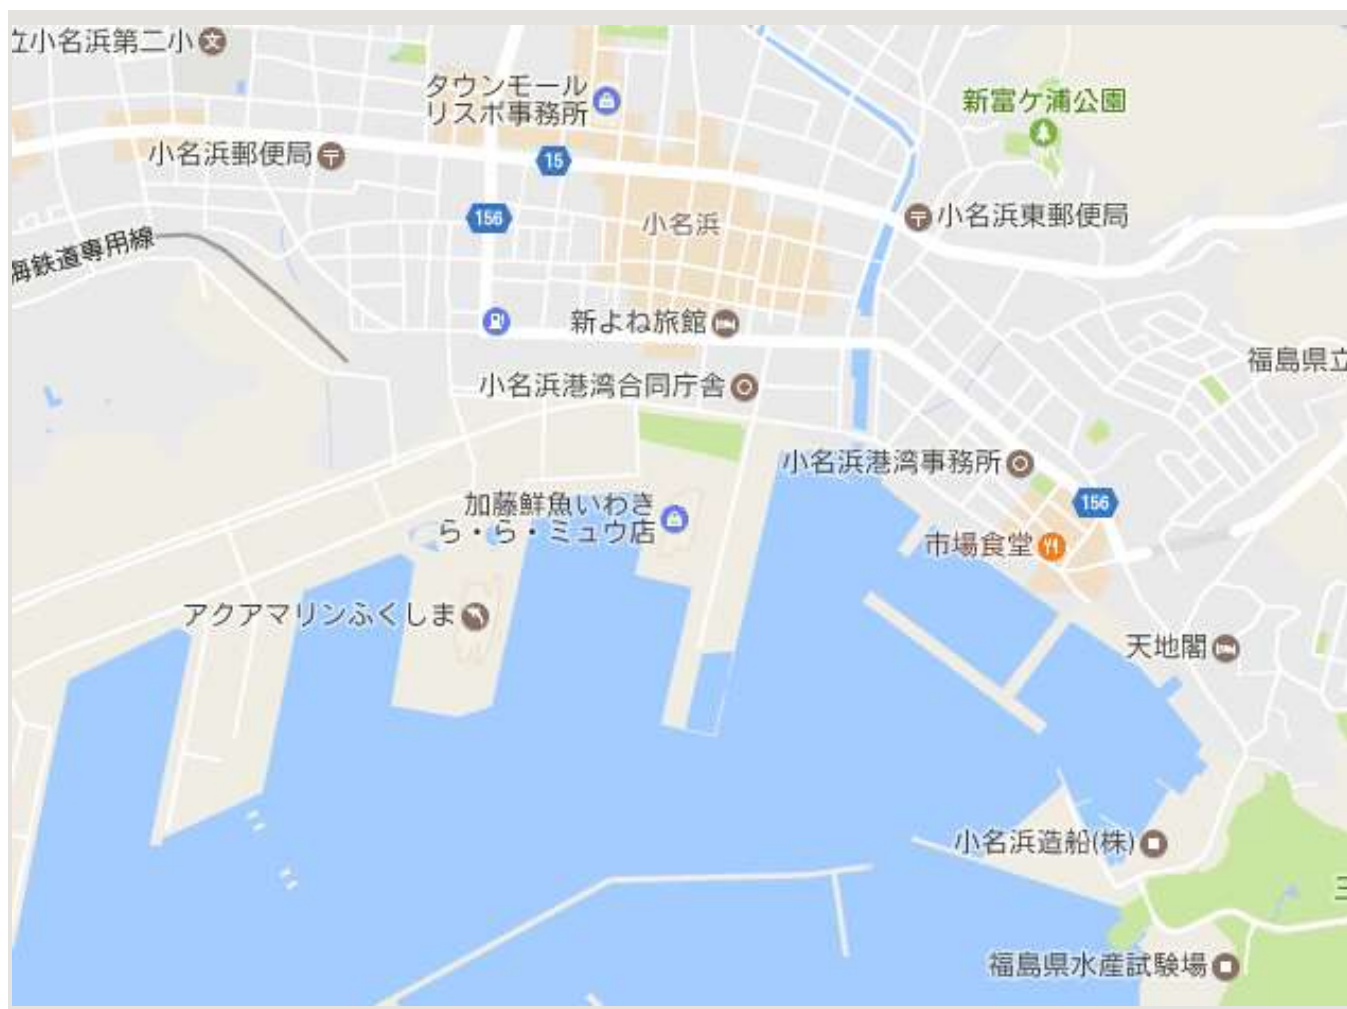 立小名浜第二小
タウンモール
リスポ事務所
新富ケ浦公園
小名浜郵便局
15
156
小名浜
小名浜東郵便局
海鉄道専用線
新よね旅館
福島県立
小名浜港湾合同庁舎
小名浜港湾事務所
加藤鮮魚いわき
ら・ら・ミュウ店
156
市場食堂
アクアマリンふくしま
天地閣
小名浜造船(株)
三
福島県水産試験場